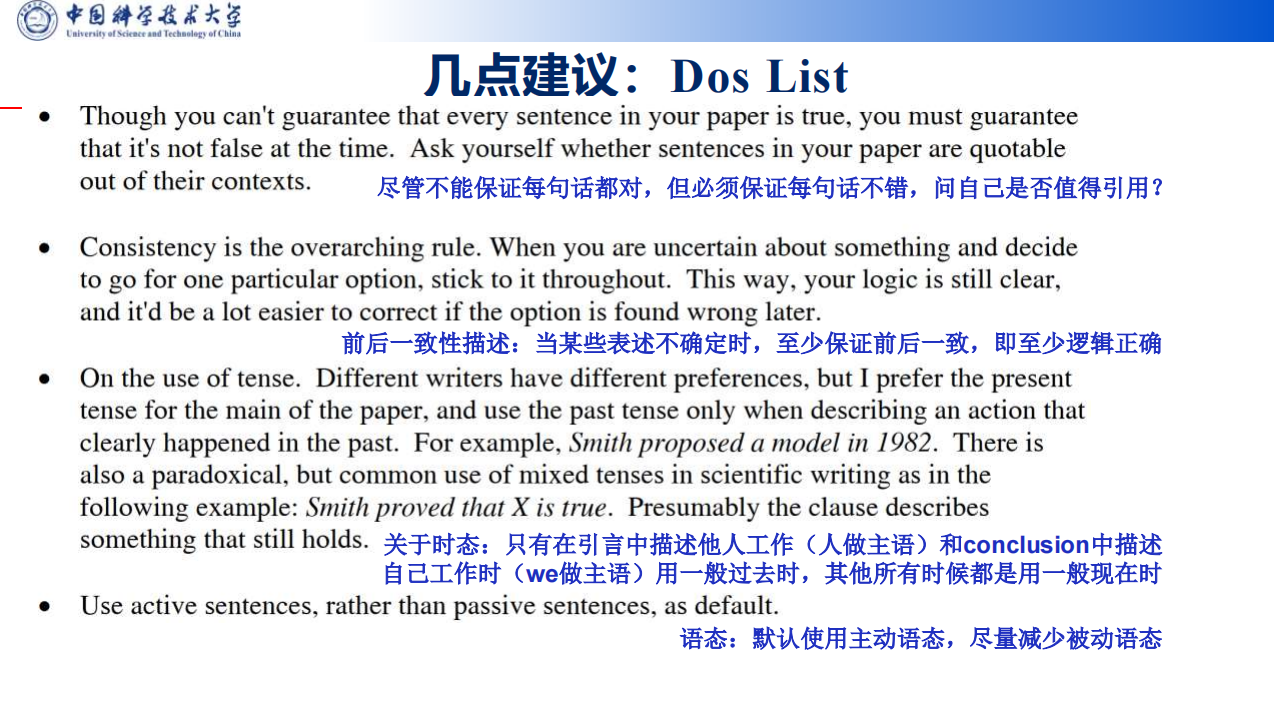 中国科学技术大学
University of Science and Technology of China
几点建议：Dos List
• Though you can't guarantee that every sentence in your paper is true, you must guarantee
that it's not false at the time.  Ask yourself whether sentences in your paper are quotable
out of their contexts.
尽管不能保证每句话都对，但必须保证每句话不错，问自己是否值得引用？
• Consistency is the overarching rule. When you are uncertain about something and decide
to go for one particular option, stick to it throughout.  This way, your logic is still clear,
and it'd be a lot easier to correct if the option is found wrong later.
前后一致性描述：当某些表述不确定时，至少保证前后一致，即至少逻辑正确
• On the use of tense.  Different writers have different preferences, but I prefer the present
tense for the main of the paper, and use the past tense only when describing an action that
clearly happened in the past.  For example, Smith proposed a model in 1982.  There is
also a paradoxical, but common use of mixed tenses in scientific writing as in the
following example: Smith proved that X is true.  Presumably the clause describes
something that still holds.
关于时态：只有在引言中描述他人工作（人做主语）和conclusion中描述
自己工作时（we做主语）用一般过去时，其他所有时候都是用一般现在时
• Use active sentences, rather than passive sentences, as default.
语态：默认使用主动语态，尽量减少被动语态